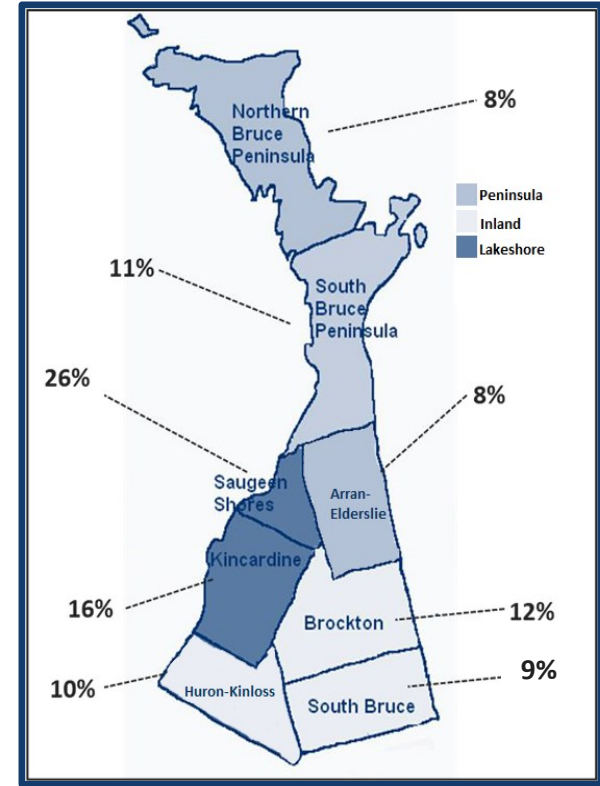 Northern
Bruce
Peninsula
8%
Peninsula
Inland
Lakeshore
11%
South
Bruce
Peninsula
26%
8%
Saugeen
Shores
Arran-
Elderslie
Kincardine
16%
Brockton
12%
10%
Huron-Kinloss
South Bruce
9%